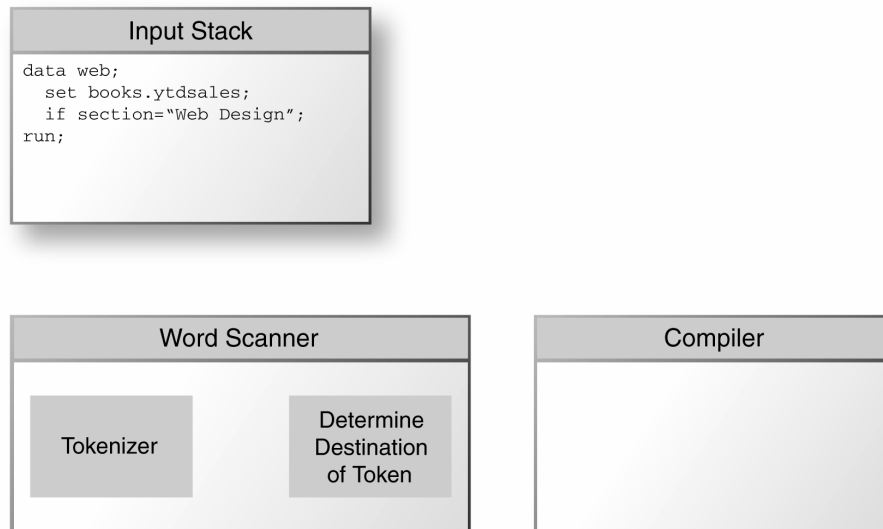 Input Stack
data web;
  set books.ytdsales;
  if section=“Web Design”;
run;
Word Scanner
Tokenizer
Determine
Destination
of Token
Compiler